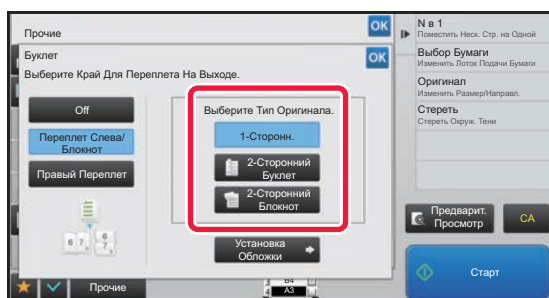 Прочие
OK
Буклет
OK
Выберите Край Для Переплета На Выходе.
Off
Переплет Слева/
Блокнот
Правый Переплет
Выберите Тип Оригинала.
1-Сторонн.
2-Сторонний
Буклет
2-Сторонний
Блокнот
Установка
Обложки
Прочие
3 B4
4 A3
N в 1
Поместить Неск. Стр. на Одной
Выбор Бумаги
Изменить Лоток Подачи Бумаги
Оригинал
Изменить Размер/Направл.
Стереть
Стереть Окруж. Тени
Предварит.
Просмотр
CA
Старт